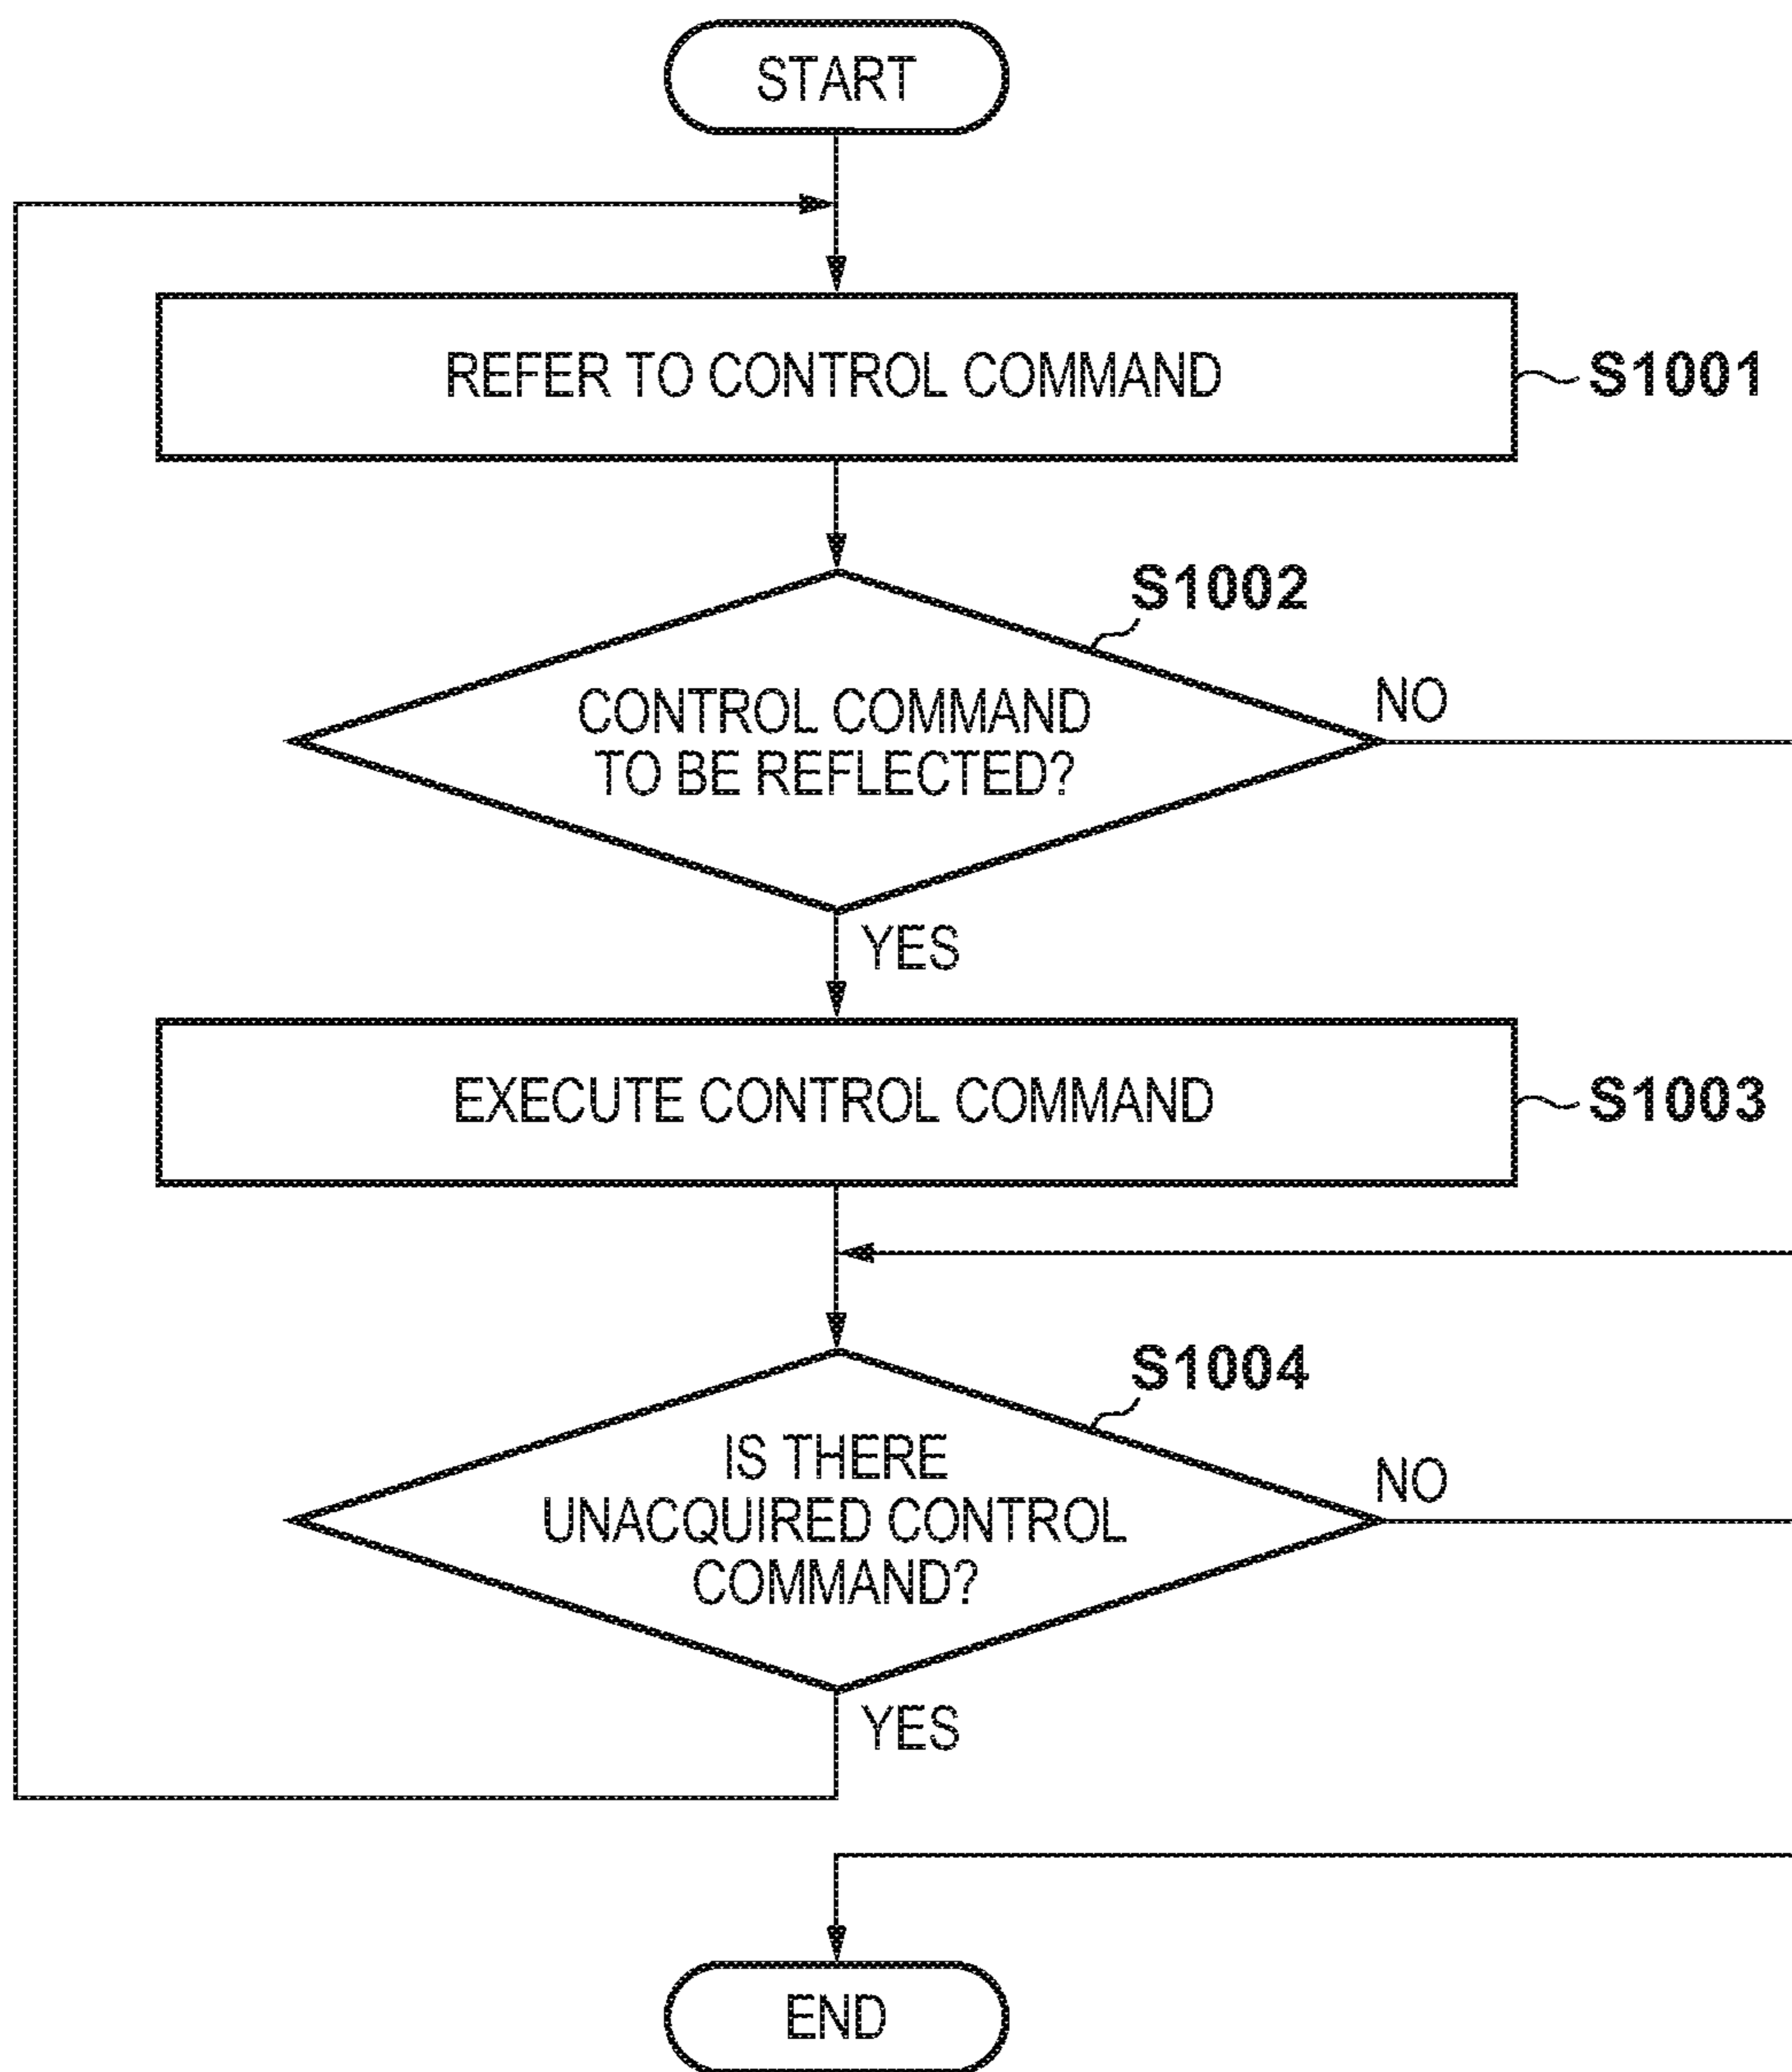 START
REFER TO CONTROL COMMAND
S1001
S1002
CONTROL COMMAND
TO BE REFLECTED?
NO
YES
EXECUTE CONTROL COMMAND
S1003
S1004
IS THERE
UNACQUIRED CONTROL
COMMAND?
NO
YES
END